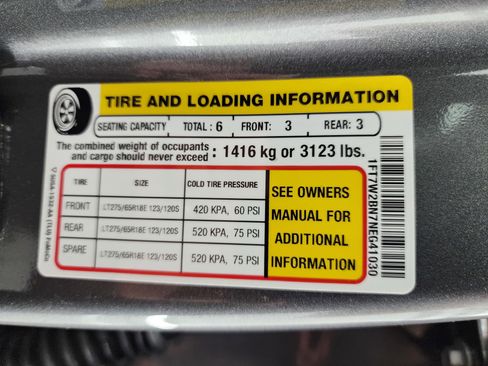 TIRE AND LOADING INFORMATION
SEATING CAPACITY TOTAL : 6 FRONT: 3 REAR: 3
The combined weight of occupants
and cargo should never exceed : 1416 kg or 3123 lbs.
TIRE SIZE COLD TIRE PRESSURE
FRONT LT275/65R18E 123/120S 420 KPA, 60 PSI
REAR LT275/65R18E 123/120S 520 KPA, 75 PSI
SPARE LT275/65R18E 123/120S 520 KPA, 75 PSI
SEE OWNERS
MANUAL FOR
ADDITIONAL
INFORMATION
1FT7W2BN7NEG41030